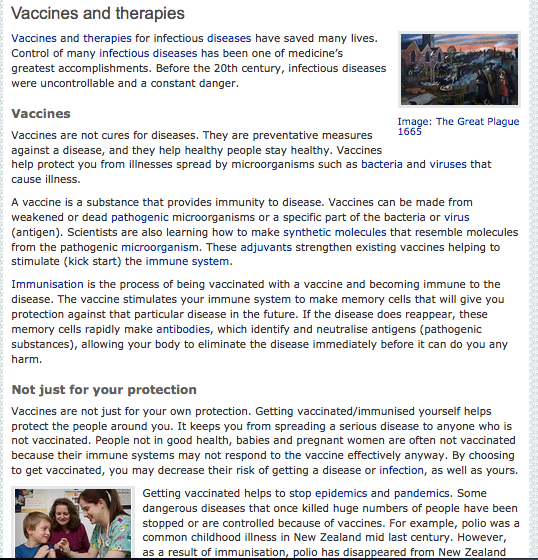 Vaccines and therapies
Vaccines and therapies for infectious diseases have saved many lives.
Control of many infectious diseases has been one of medicine's
greatest accomplishments. Before the 20th century, infectious diseases
were uncontrollable and a constant danger.
Image: The Great Plague
1665
Vaccines
Vaccines are not cures for diseases. They are preventative measures
against a disease, and they help healthy people stay healthy. Vaccines
help protect you from illnesses spread by microorganisms such as bacteria and viruses that
cause illness.
A vaccine is a substance that provides immunity to disease. Vaccines can be made from
weakened or dead pathogenic microorganisms or a specific part of the bacteria or virus
(antigen). Scientists are also learning how to make synthetic molecules that resemble molecules
from the pathogenic microorganism. These adjuvants strengthen existing vaccines helping to
stimulate (kick start) the immune system.
Immunisation is the process of being vaccinated with a vaccine and becoming immune to the
disease. The vaccine stimulates your immune system to make memory cells that will give you
protection against that particular disease in the future. If the disease does reappear, these
memory cells rapidly make antibodies, which identify and neutralise antigens (pathogenic
substances), allowing your body to eliminate the disease immediately before it can do you any
harm.
Not just for your protection
Vaccines are not just for your own protection. Getting vaccinated/immunised yourself helps
protect the people around you. It keeps you from spreading a serious disease to anyone who is
not vaccinated. People not in good health, babies and pregnant women are often not vaccinated
because their immune systems may not respond to the vaccine effectively anyway. By choosing
to get vaccinated, you may decrease their risk of getting a disease or infection, as well as yours.
Getting vaccinated helps to stop epidemics and pandemics. Some
dangerous diseases that once killed huge numbers of people have been
stopped or are controlled because of vaccines. For example, polio was a
common childhood illness in New Zealand mid last century. However,
as a result of immunisation, polio has disappeared from New Zealand